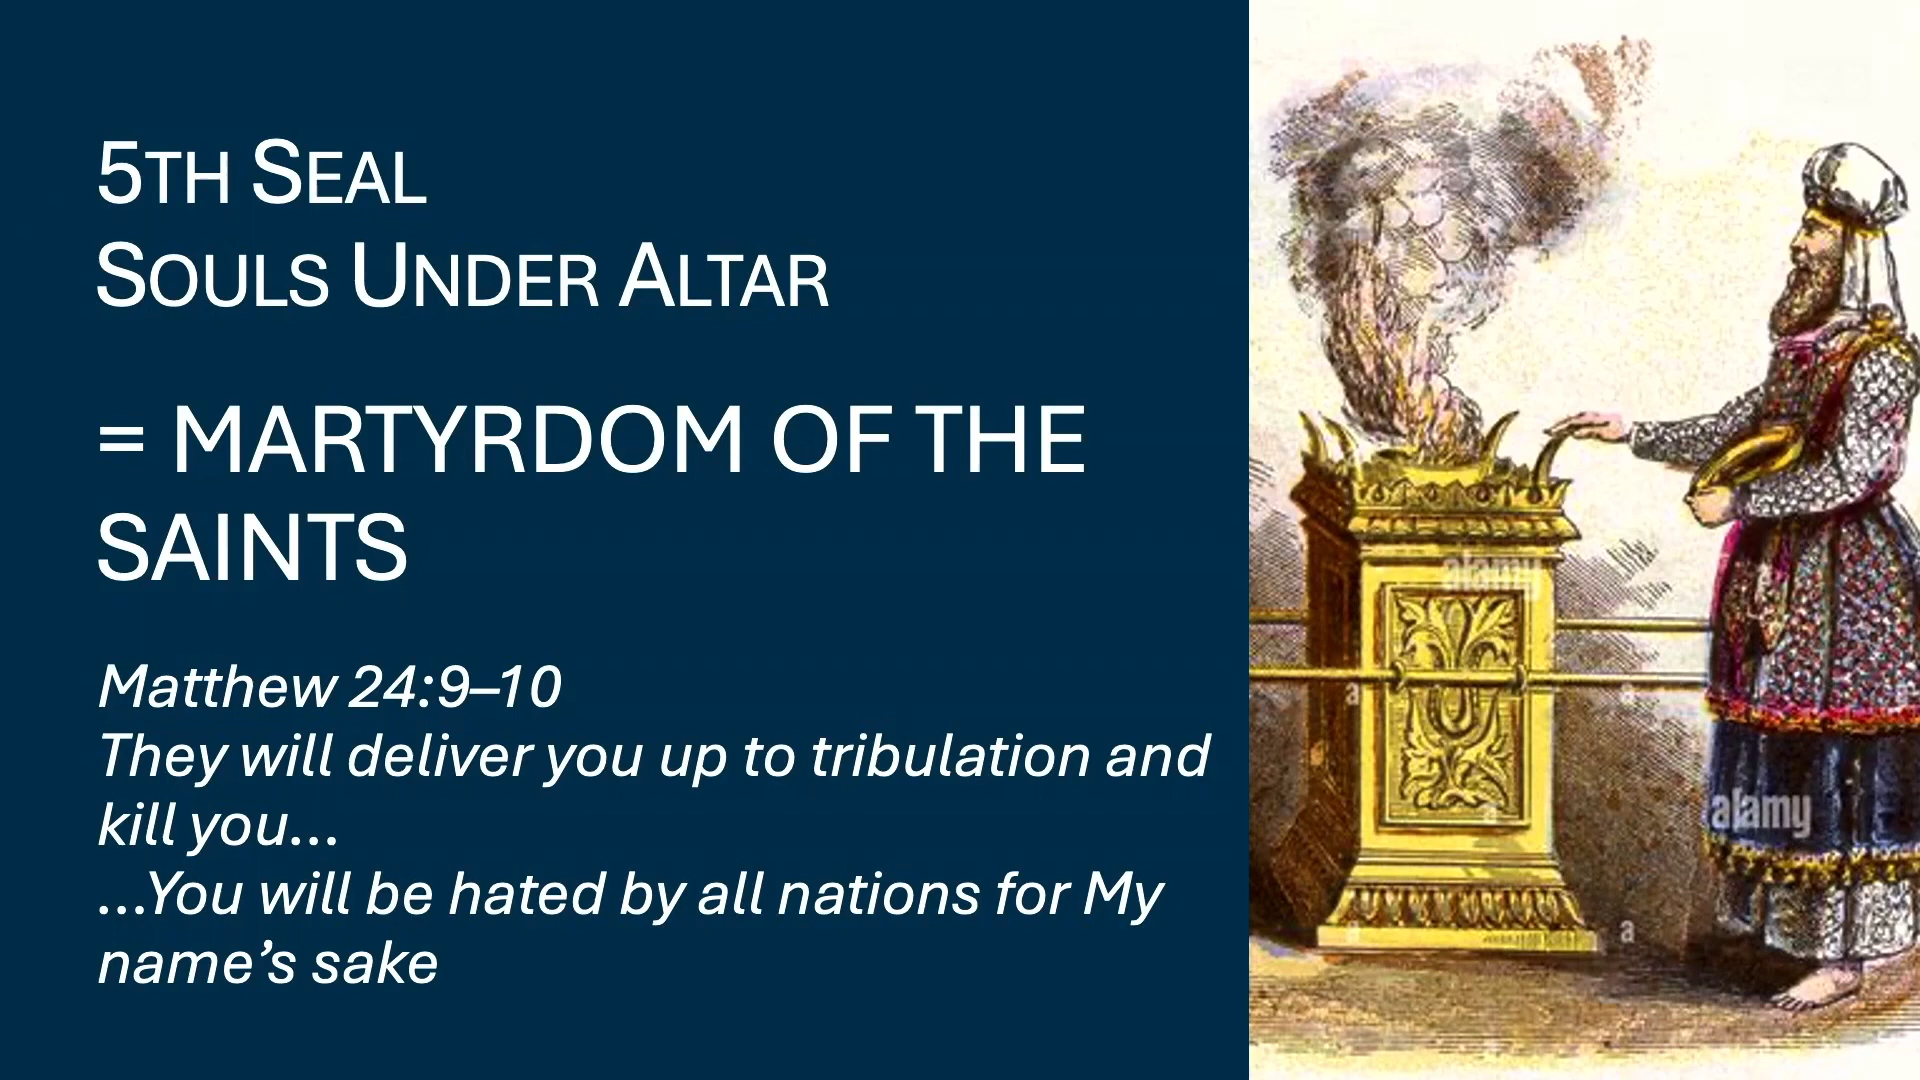 5TH SEAL
SOULS UNDER ALTAR
= MARTYRDOM OF THE
SAINTS
Matthew 24:9–10
They will deliver you up to tribulation and
kill you…
…You will be hated by all nations for My
name’s sake
alamy
a
a
alamy
a
a
a